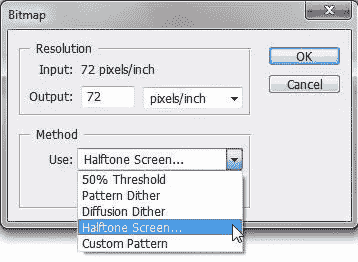 Bitmap
Resolution
OK
Input: 72 pixels/inch
Cancel
Output: 72 pixels/inch
Method
Use: Halftone Screen...
50% Threshold
Pattern Dither
Diffusion Dither
Halftone Screen...
Custom Pattern